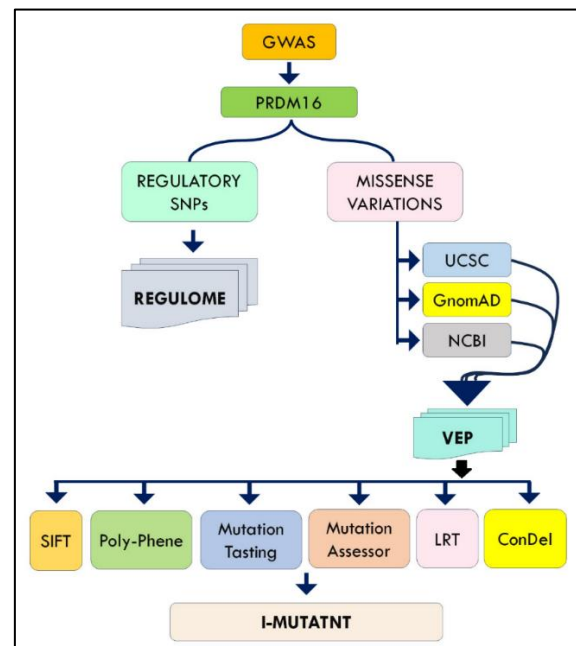 GWAS
PRDM16
REGULATORY
SNPs
MISSENSE
VARIATIONS
REGULOME
UCSC
GnomAD
NCBI
VEP
SIFT
Poly-Phene
Mutation
Tasting
Mutation
Assessor
LRT
ConDel
I-MUTATNT